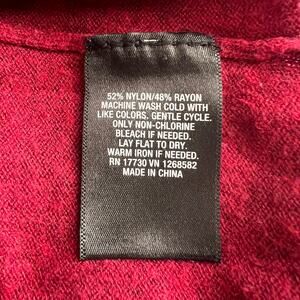 52% NYLON/48% RAYON
MACHINE WASH COLD WITH
LIKE COLORS. GENTLE CYCLE.
ONLY NON-CHLORINE
BLEACH IF NEEDED.
LAY FLAT TO DRY.
WARM IRON IF NEEDED.
RN 17730 VN 1268582
MADE IN CHINA